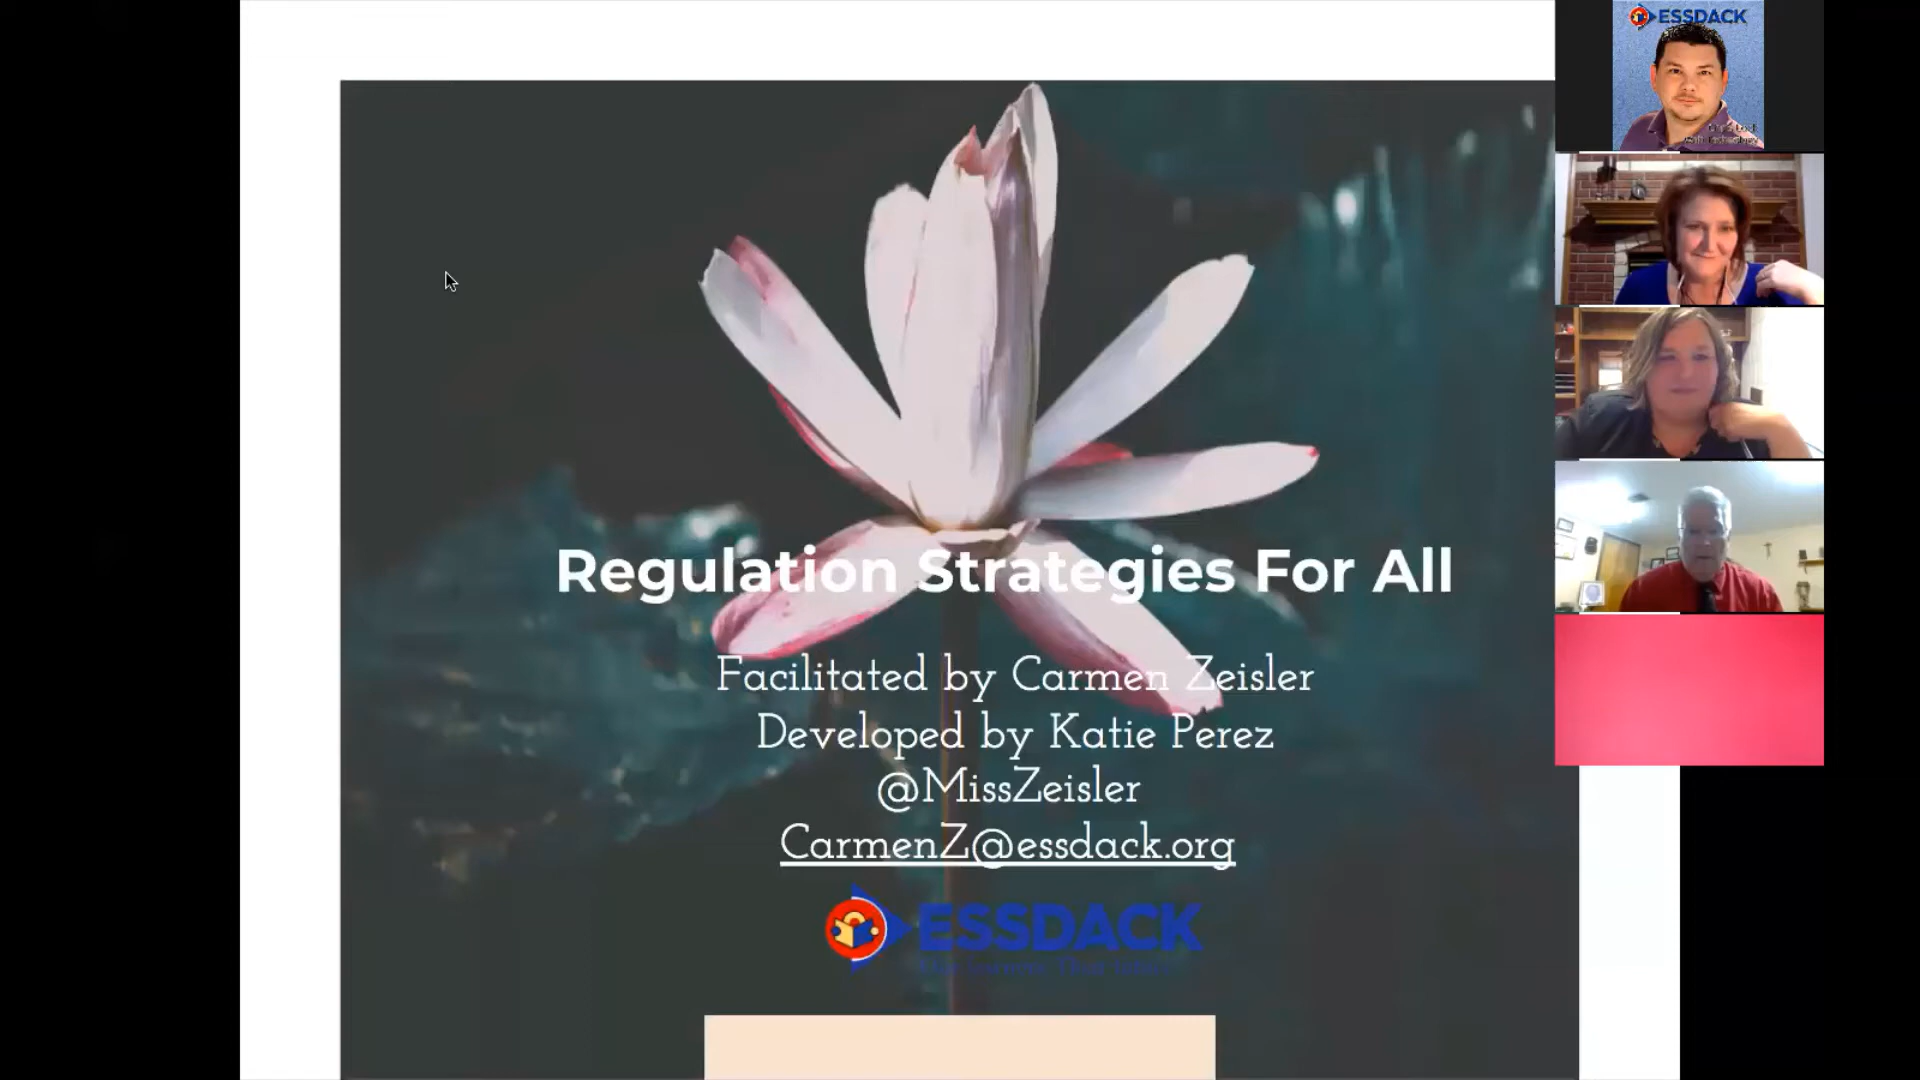 Regulation Strategies For All
Facilitated by Carmen Zeisler
Developed by Katie Perez
@MissZeisler
CarmenZ@essdack.org
ESSDACK
ESSDACK